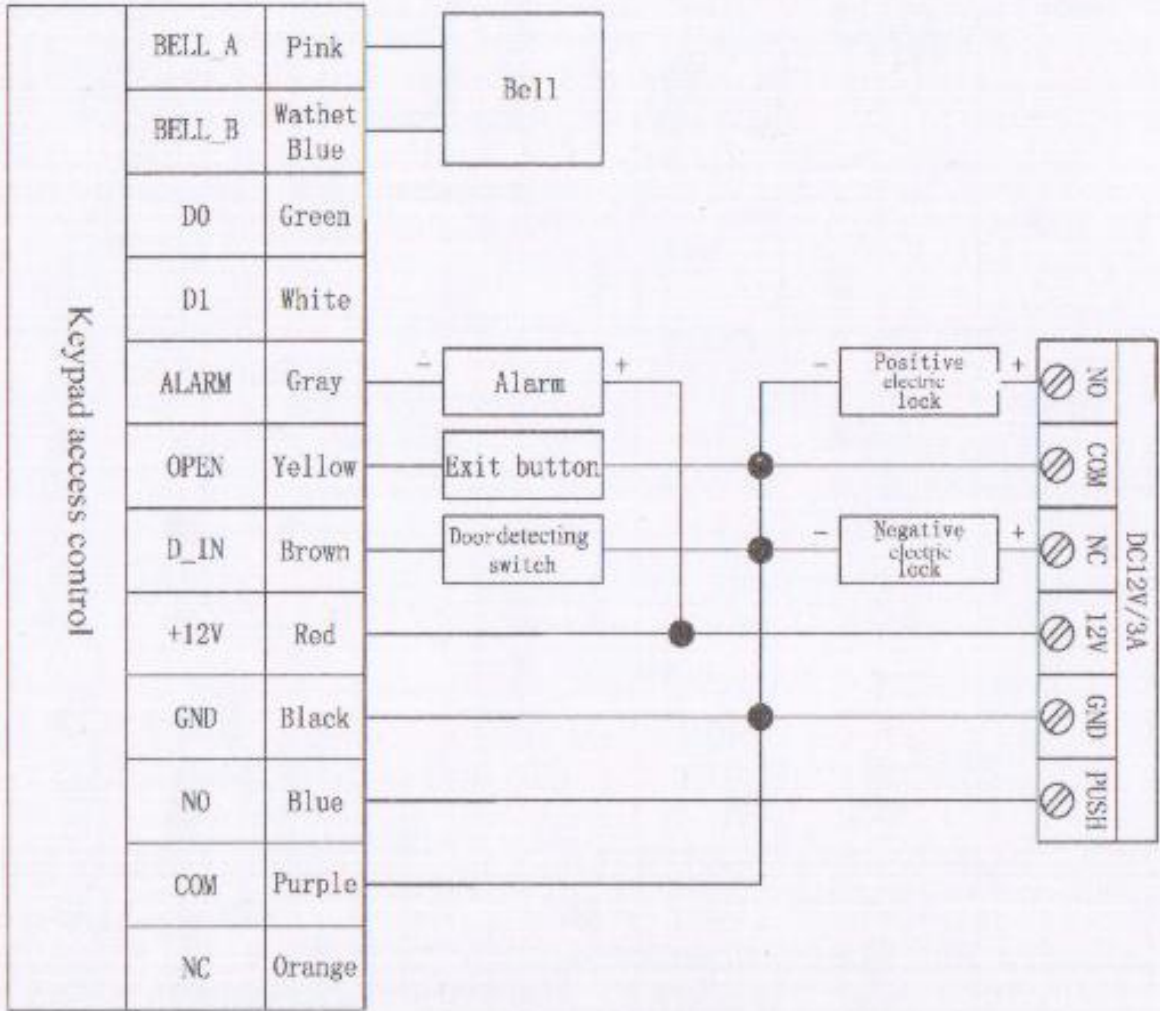 Keypad access control
BELL_A Pink
BELL_B Wathet
Blue
Bell
D0 Green
D1 White
ALARM Gray
- Alarm +
OPEN Yellow
Exit button
D_IN Brown
Doordetecting
switch
+12V Red
GND Black
NO Blue
COM Purple
NC Orange
- Positive +
electric
lock
- Negative +
electric
lock
NO
COM
NC
12V
GND
PUSH
DC12V/3A